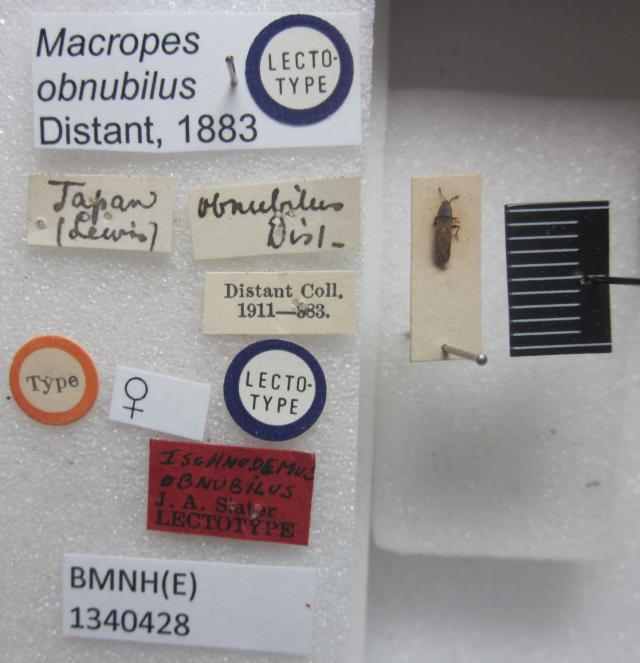 Macropes
obnubilus
Distant, 1883
LECTO-
TYPE
Japan
(Lewis)
obnubilus
Dist-
Distant Coll.
1911—383.
Type
♀
LECTO-
TYPE
ISCHNODEMUS
OBNUBILUS
J. A. Slater
LECTOTYPE
BMNH(E)
1340428